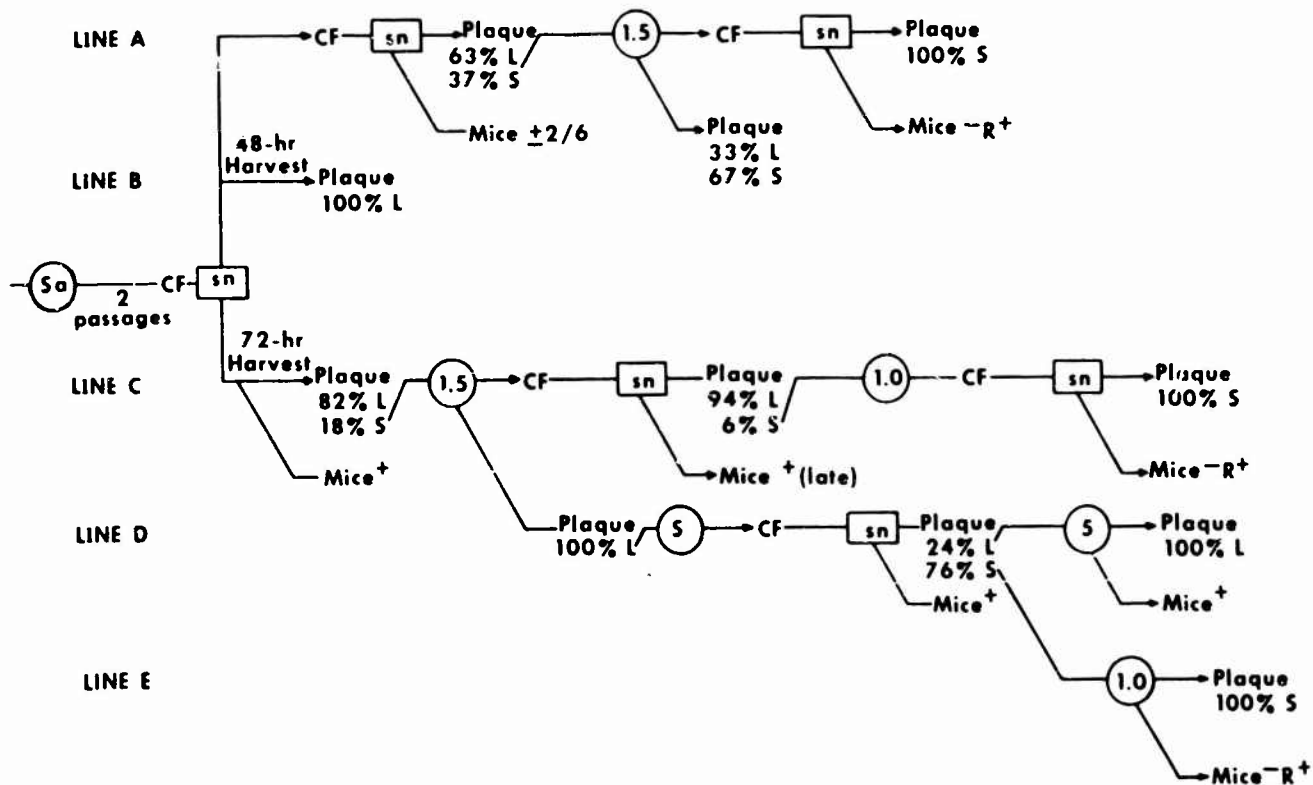 LINE A
CF
sn
Plaque
63% L
37% S
1.5
CF
sn
Plaque
100% S
Mice ±2/6
Plaque
33% L
67% S
Mice −R+
48-hr
Harvest
LINE B
Plaque
100% L
Sa
2
passages
CF
sn
72-hr
Harvest
LINE C
Plaque
82% L
18% S
1.5
CF
sn
Plaque
94% L
6% S
1.0
CF
sn
Plaque
100% S
Mice+
Mice + (late)
Mice −R+
LINE D
Plaque
100% L
S
CF
sn
Plaque
24% L
76% S
5
Plaque
100% L
Mice+
Mice+
LINE E
1.0
Plaque
100% S
Mice −R+